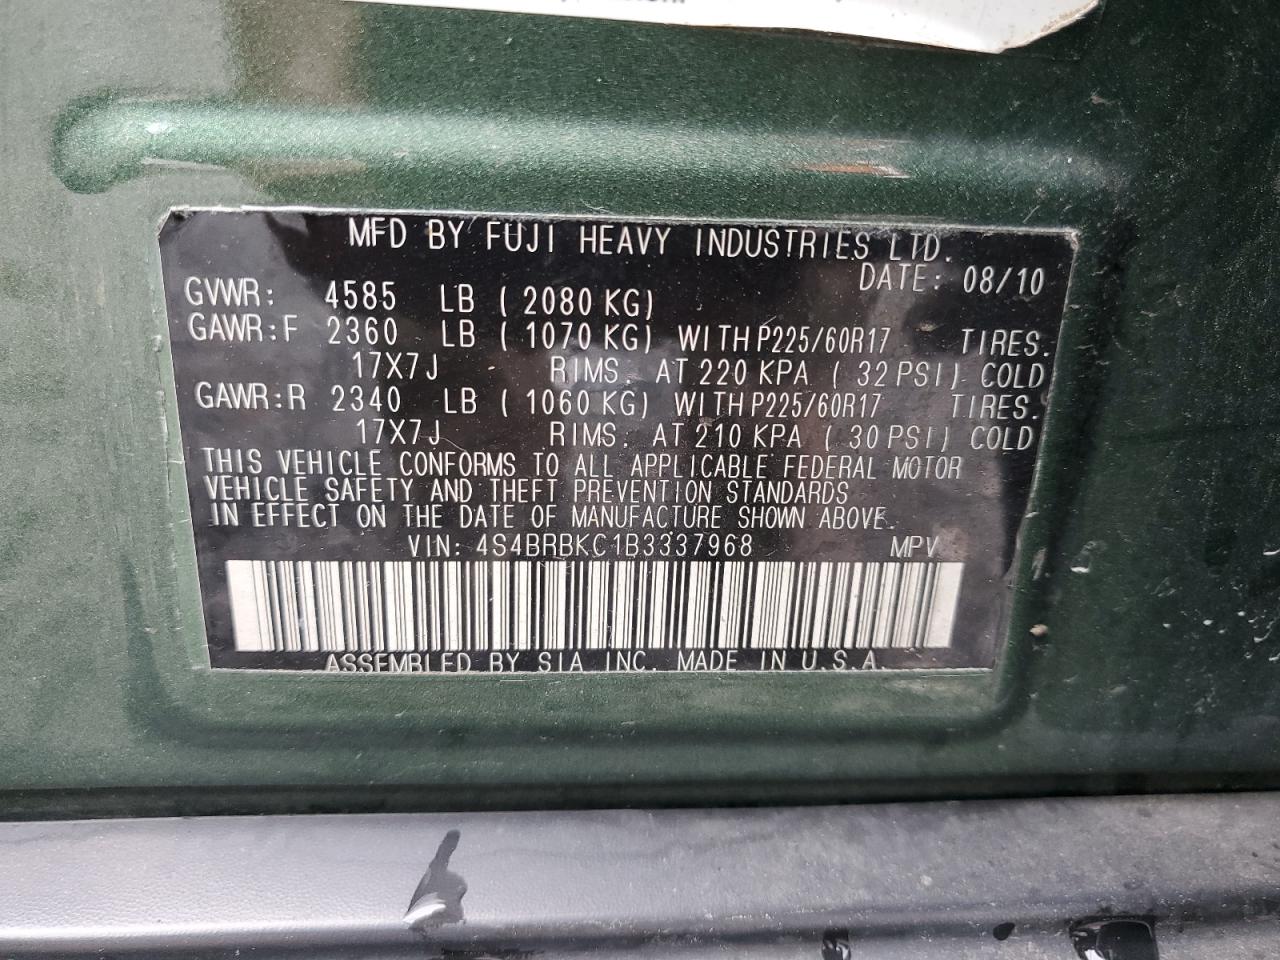 MFD BY FUJI HEAVY INDUSTRIES LTD.
DATE: 08/10
GVWR: 4585 LB ( 2080 KG)
GAWR:F 2360 LB ( 1070 KG) WITH P225/60R17 TIRES.
17X7J RIMS. AT 220 KPA ( 32 PSI) COLD
GAWR:R 2340 LB ( 1060 KG) WITH P225/60R17 TIRES.
17X7J RIMS. AT 210 KPA ( 30 PSI) COLD
THIS VEHICLE CONFORMS TO ALL APPLICABLE FEDERAL MOTOR
VEHICLE SAFETY AND THEFT PREVENTION STANDARDS
IN EFFECT ON THE DATE OF MANUFACTURE SHOWN ABOVE.
VIN: 4S4BRBKC1B3337968 MPV
ASSEMBLED BY SIA INC. MADE IN U.S.A.